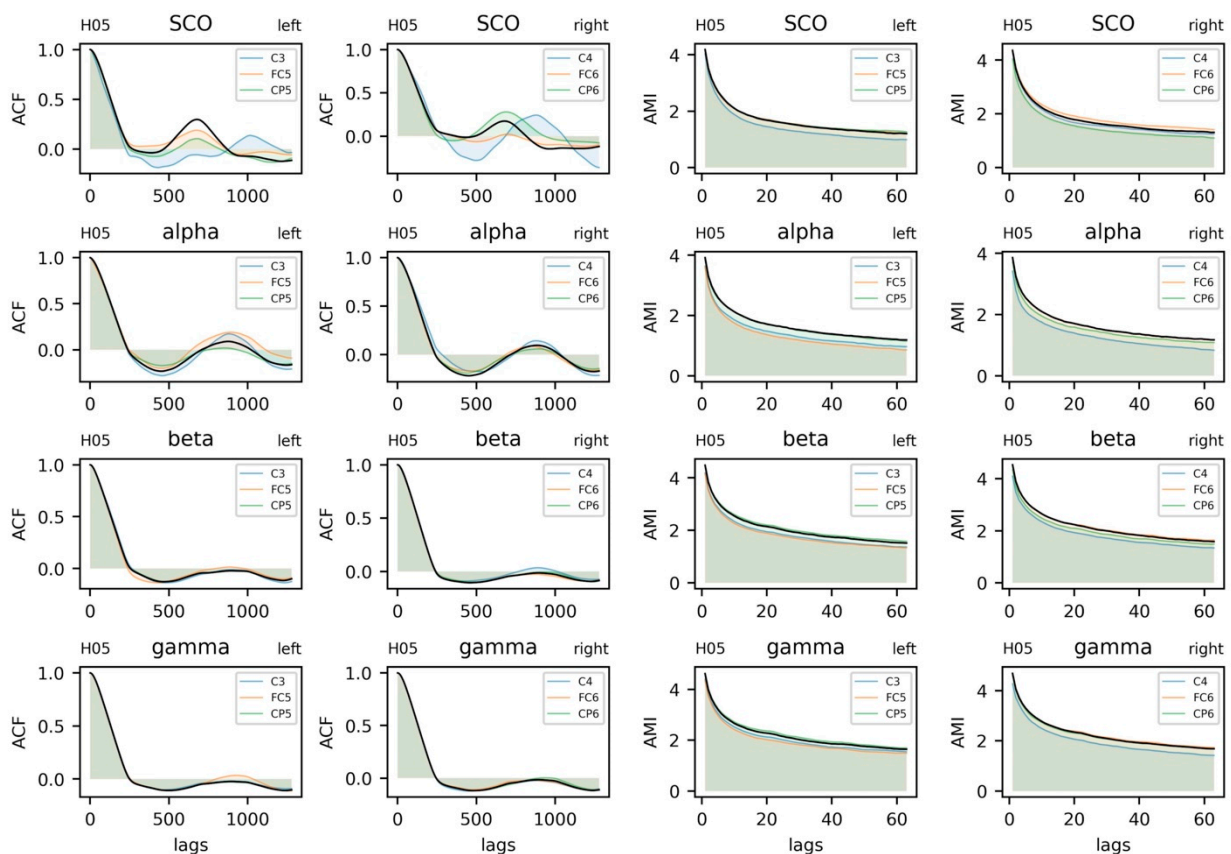 H05 SCO left H05 SCO right H05 SCO left H05 SCO right
1.0 1.0 4 4
C3 C4 C3 C4
FC5 FC6 FC5 FC6
CP5 CP6 CP5 CP6
ACF ACF AMI AMI
0.5 0.5 2 2
0.0 0.0 0 0
0 500 1000 0 500 1000 0 20 40 60 0 20 40 60
H05 alpha left H05 alpha right H05 alpha left H05 alpha right
1.0 1.0 4 4
C3 C4 C3 C4
FC5 FC6 FC5 FC6
CP5 CP6 CP5 CP6
ACF ACF AMI AMI
0.5 0.5 2 2
0.0 0.0 0 0
0 500 1000 0 500 1000 0 20 40 60 0 20 40 60
H05 beta left H05 beta right H05 beta left H05 beta right
1.0 1.0 4 4
C3 C4 C3 C4
FC5 FC6 FC5 FC6
CP5 CP6 CP5 CP6
ACF ACF AMI AMI
0.5 0.5 2 2
0.0 0.0 0 0
0 500 1000 0 500 1000 0 20 40 60 0 20 40 60
H05 gamma left H05 gamma right H05 gamma left H05 gamma right
1.0 1.0 4 4
C3 C4 C3 C4
FC5 FC6 FC5 FC6
CP5 CP6 CP5 CP6
ACF ACF AMI AMI
0.5 0.5 2 2
0.0 0.0 0 0
0 500 1000 0 500 1000 0 20 40 60 0 20 40 60
lags lags lags lags